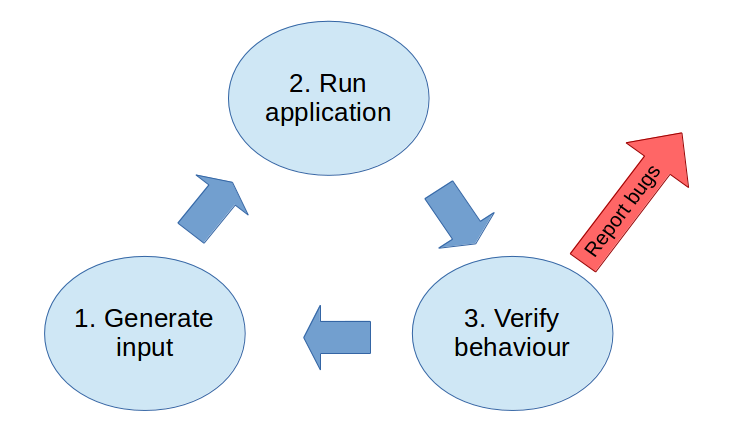 2. Run
application
Report bugs
1. Generate
input
3. Verify
behaviour